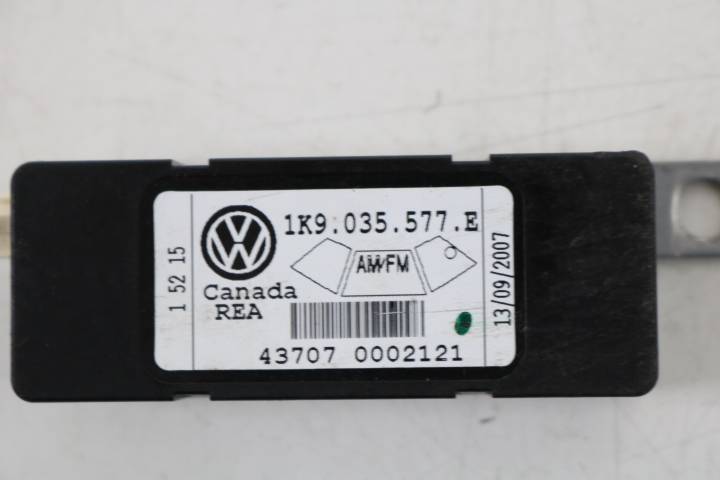 1 52 15
1K9.035.577.E
AM/FM
Canada
REA
43707 0002121
13/09/2007